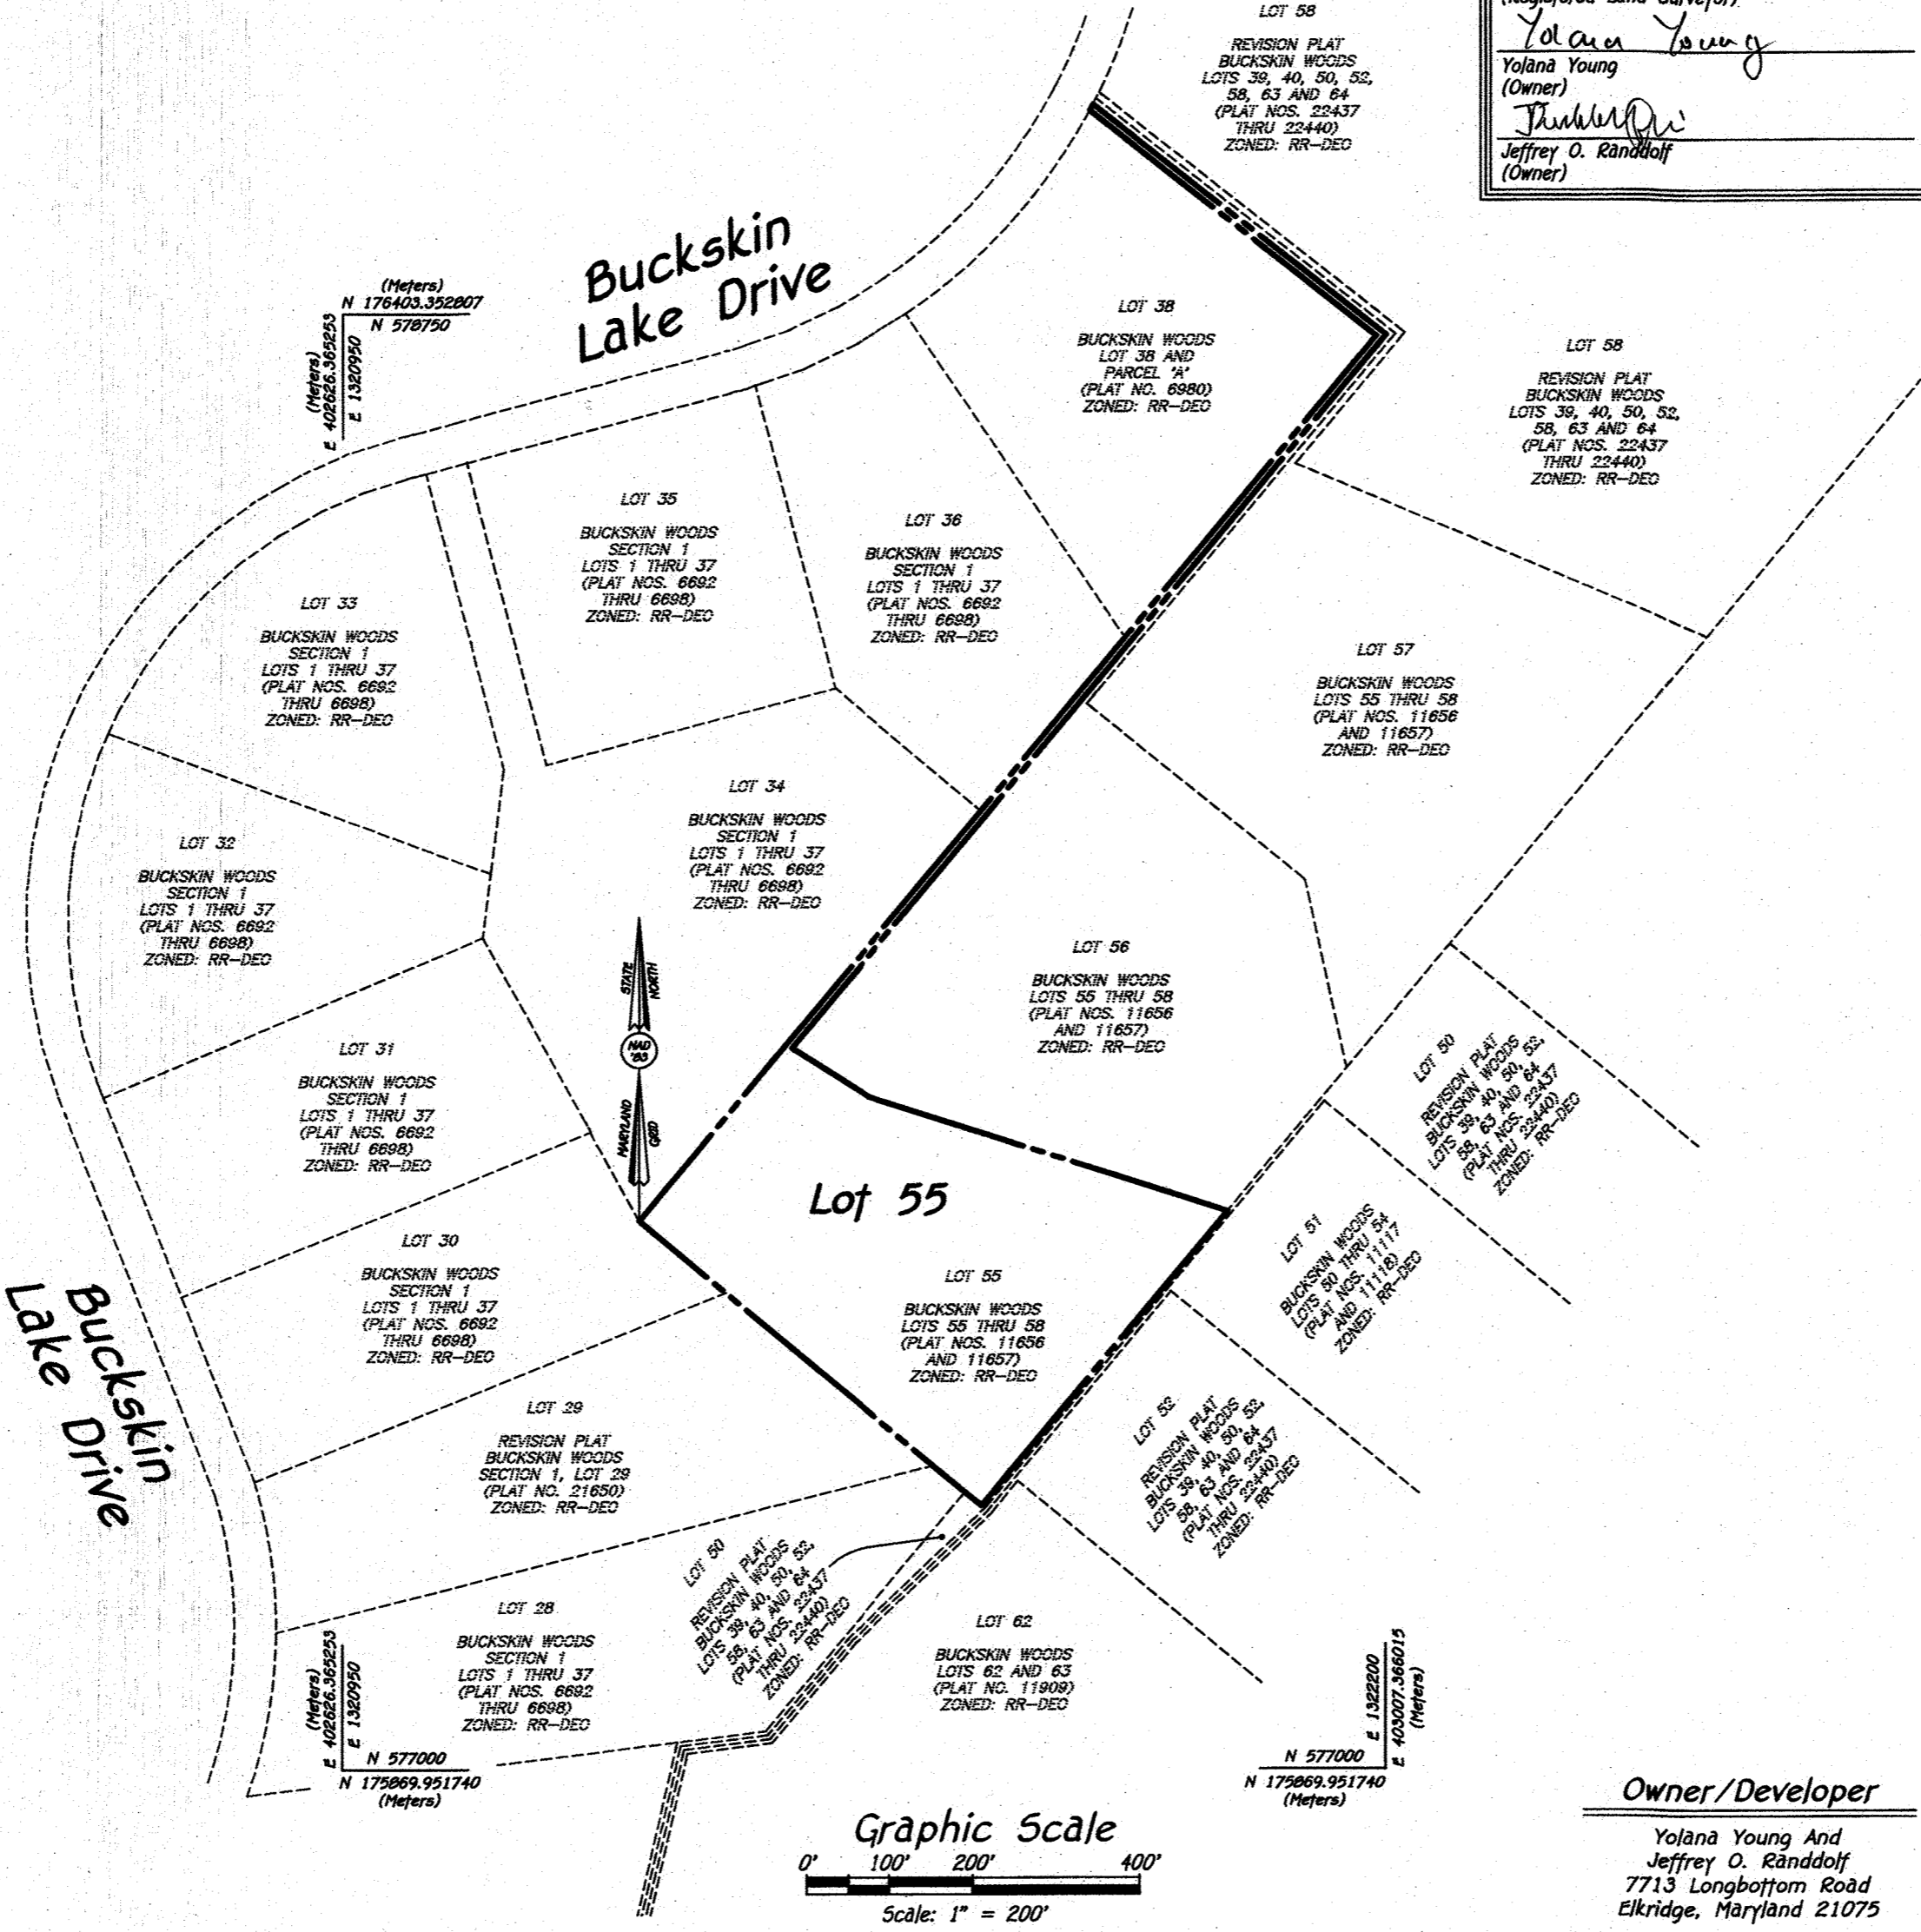 Yolana Young
Yolana Young
(Owner)
Jeffrey O. Randdolf
(Owner)
LOT 58
REVISION PLAT
BUCKSKIN WOODS
LOTS 39, 40, 50, 52,
58, 63 AND 64
(PLAT NOS. 22437
THRU 22440)
ZONED: RR-DEO
Buckskin
Lake Drive
(Meters)
N 176403.352807
N 578750
(Meters)
E 402626.365253
E 1320950
LOT 38
BUCKSKIN WOODS
LOT 38 AND
PARCEL 'A'
(PLAT NO. 6980)
ZONED: RR-DEO
LOT 58
REVISION PLAT
BUCKSKIN WOODS
LOTS 39, 40, 50, 52,
58, 63 AND 64
(PLAT NOS. 22437
THRU 22440)
ZONED: RR-DEO
LOT 35
BUCKSKIN WOODS
SECTION 1
LOTS 1 THRU 37
(PLAT NOS. 6692
THRU 6698)
ZONED: RR-DEO
LOT 36
BUCKSKIN WOODS
SECTION 1
LOTS 1 THRU 37
(PLAT NOS. 6692
THRU 6698)
ZONED: RR-DEO
LOT 33
BUCKSKIN WOODS
SECTION 1
LOTS 1 THRU 37
(PLAT NOS. 6692
THRU 6698)
ZONED: RR-DEO
LOT 57
BUCKSKIN WOODS
LOTS 55 THRU 58
(PLAT NOS. 11656
AND 11657)
ZONED: RR-DEO
LOT 34
BUCKSKIN WOODS
SECTION 1
LOTS 1 THRU 37
(PLAT NOS. 6692
THRU 6698)
ZONED: RR-DEO
LOT 32
BUCKSKIN WOODS
SECTION 1
LOTS 1 THRU 37
(PLAT NOS. 6692
THRU 6698)
ZONED: RR-DEO
LOT 56
BUCKSKIN WOODS
LOTS 55 THRU 58
(PLAT NOS. 11656
AND 11657)
ZONED: RR-DEO
STATE
NORTH
NAD
'83
MARYLAND
GRID
LOT 31
BUCKSKIN WOODS
SECTION 1
LOTS 1 THRU 37
(PLAT NOS. 6692
THRU 6698)
ZONED: RR-DEO
LOT 50
REVISION PLAT
BUCKSKIN WOODS
LOTS 39, 40, 50, 52,
58, 63 AND 64
(PLAT NOS. 22437
THRU 22440)
ZONED: RR-DEO
Lot 55
LOT 51
BUCKSKIN WOODS
LOTS 50 THRU 54
(PLAT NOS. 11117
AND 11118)
ZONED: RR-DEO
LOT 30
BUCKSKIN WOODS
SECTION 1
LOTS 1 THRU 37
(PLAT NOS. 6692
THRU 6698)
ZONED: RR-DEO
LOT 55
BUCKSKIN WOODS
LOTS 55 THRU 58
(PLAT NOS. 11656
AND 11657)
ZONED: RR-DEO
Buckskin
Lake Drive
LOT 29
REVISION PLAT
BUCKSKIN WOODS
SECTION 1, LOT 29
(PLAT NO. 21650)
ZONED: RR-DEO
LOT 52
REVISION PLAT
BUCKSKIN WOODS
LOTS 39, 40, 50, 52,
58, 63 AND 64
(PLAT NOS. 22437
THRU 22440)
ZONED: RR-DEO
LOT 50
REVISION PLAT
BUCKSKIN WOODS
LOTS 39, 40, 50, 52,
58, 63 AND 64
(PLAT NOS. 22437
THRU 22440)
ZONED: RR-DEO
LOT 28
BUCKSKIN WOODS
SECTION 1
LOTS 1 THRU 37
(PLAT NOS. 6692
THRU 6698)
ZONED: RR-DEO
LOT 62
BUCKSKIN WOODS
LOTS 62 AND 63
(PLAT NO. 11909)
ZONED: RR-DEO
(Meters)
E 402626.365253
E 1320950
N 577000
N 175869.951740
(Meters)
E 1322200
E 403007.366015
(Meters)
N 577000
N 175869.951740
(Meters)
Graphic Scale
0' 100' 200' 400'
Scale: 1" = 200'
Owner/Developer
Yolana Young And
Jeffrey O. Randdolf
7713 Longbottom Road
Elkridge, Maryland 21075